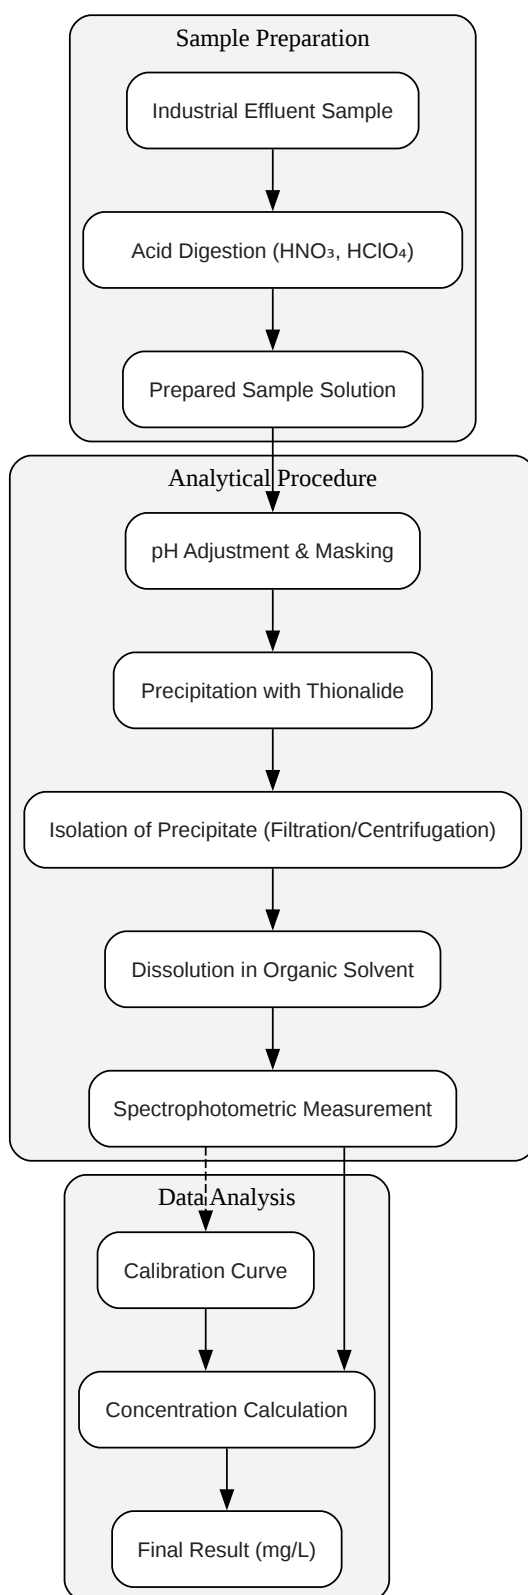 Sample Preparation
Industrial Effluent Sample
Acid Digestion (HNO₃, HClO₄)
Prepared Sample Solution
Analytical Procedure
pH Adjustment & Masking
Precipitation with Thionalide
Isolation of Precipitate (Filtration/Centrifugation)
Dissolution in Organic Solvent
Spectrophotometric Measurement
Data Analysis
Calibration Curve
Concentration Calculation
Final Result (mg/L)